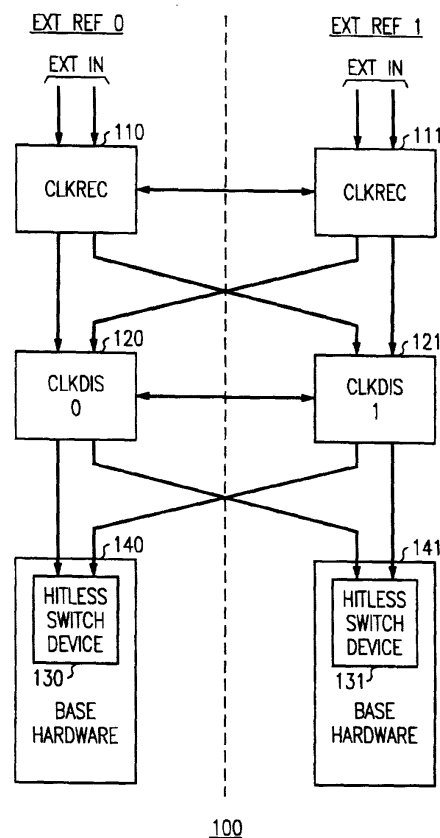 EXT REF 0
EXT REF 1
EXT IN
EXT IN
110
111
CLKREC
CLKREC
120
121
CLKDIS
0
CLKDIS
1
140
141
HITLESS
SWITCH
DEVICE
130
BASE
HARDWARE
HITLESS
SWITCH
DEVICE
131
BASE
HARDWARE
100